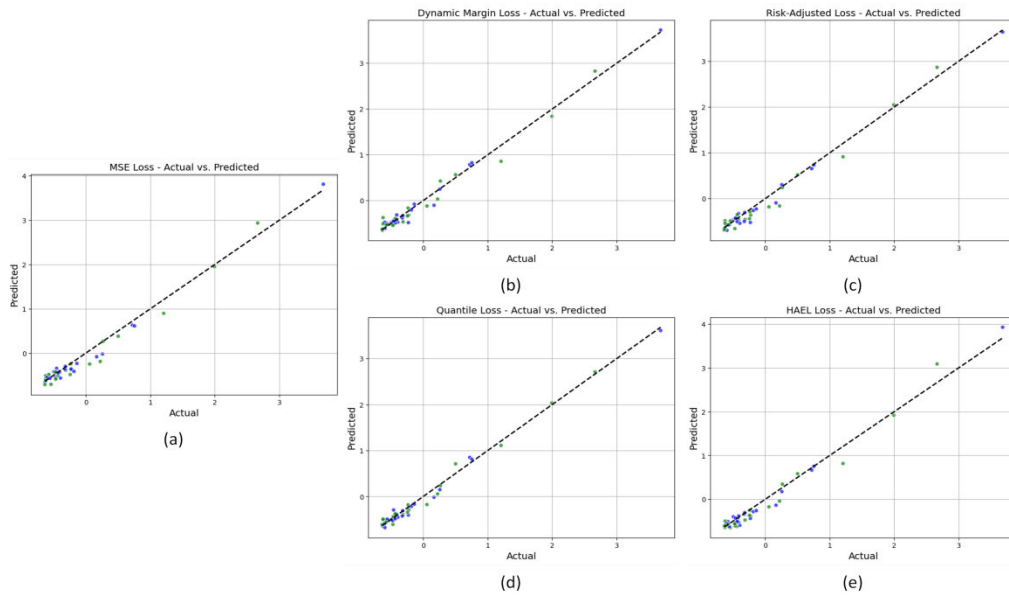 MSE Loss - Actual vs. Predicted
Predicted
4
3
2
1
0
0 1 2 3
Actual
(a)
Dynamic Margin Loss - Actual vs. Predicted
Predicted
3
2
1
0
0 1 2 3
Actual
(b)
Risk-Adjusted Loss - Actual vs. Predicted
Predicted
3
2
1
0
0 1 2 3
Actual
(c)
Quantile Loss - Actual vs. Predicted
Predicted
3
2
1
0
0 1 2 3
Actual
(d)
HAEL Loss - Actual vs. Predicted
Predicted
4
3
2
1
0
0 1 2 3
Actual
(e)